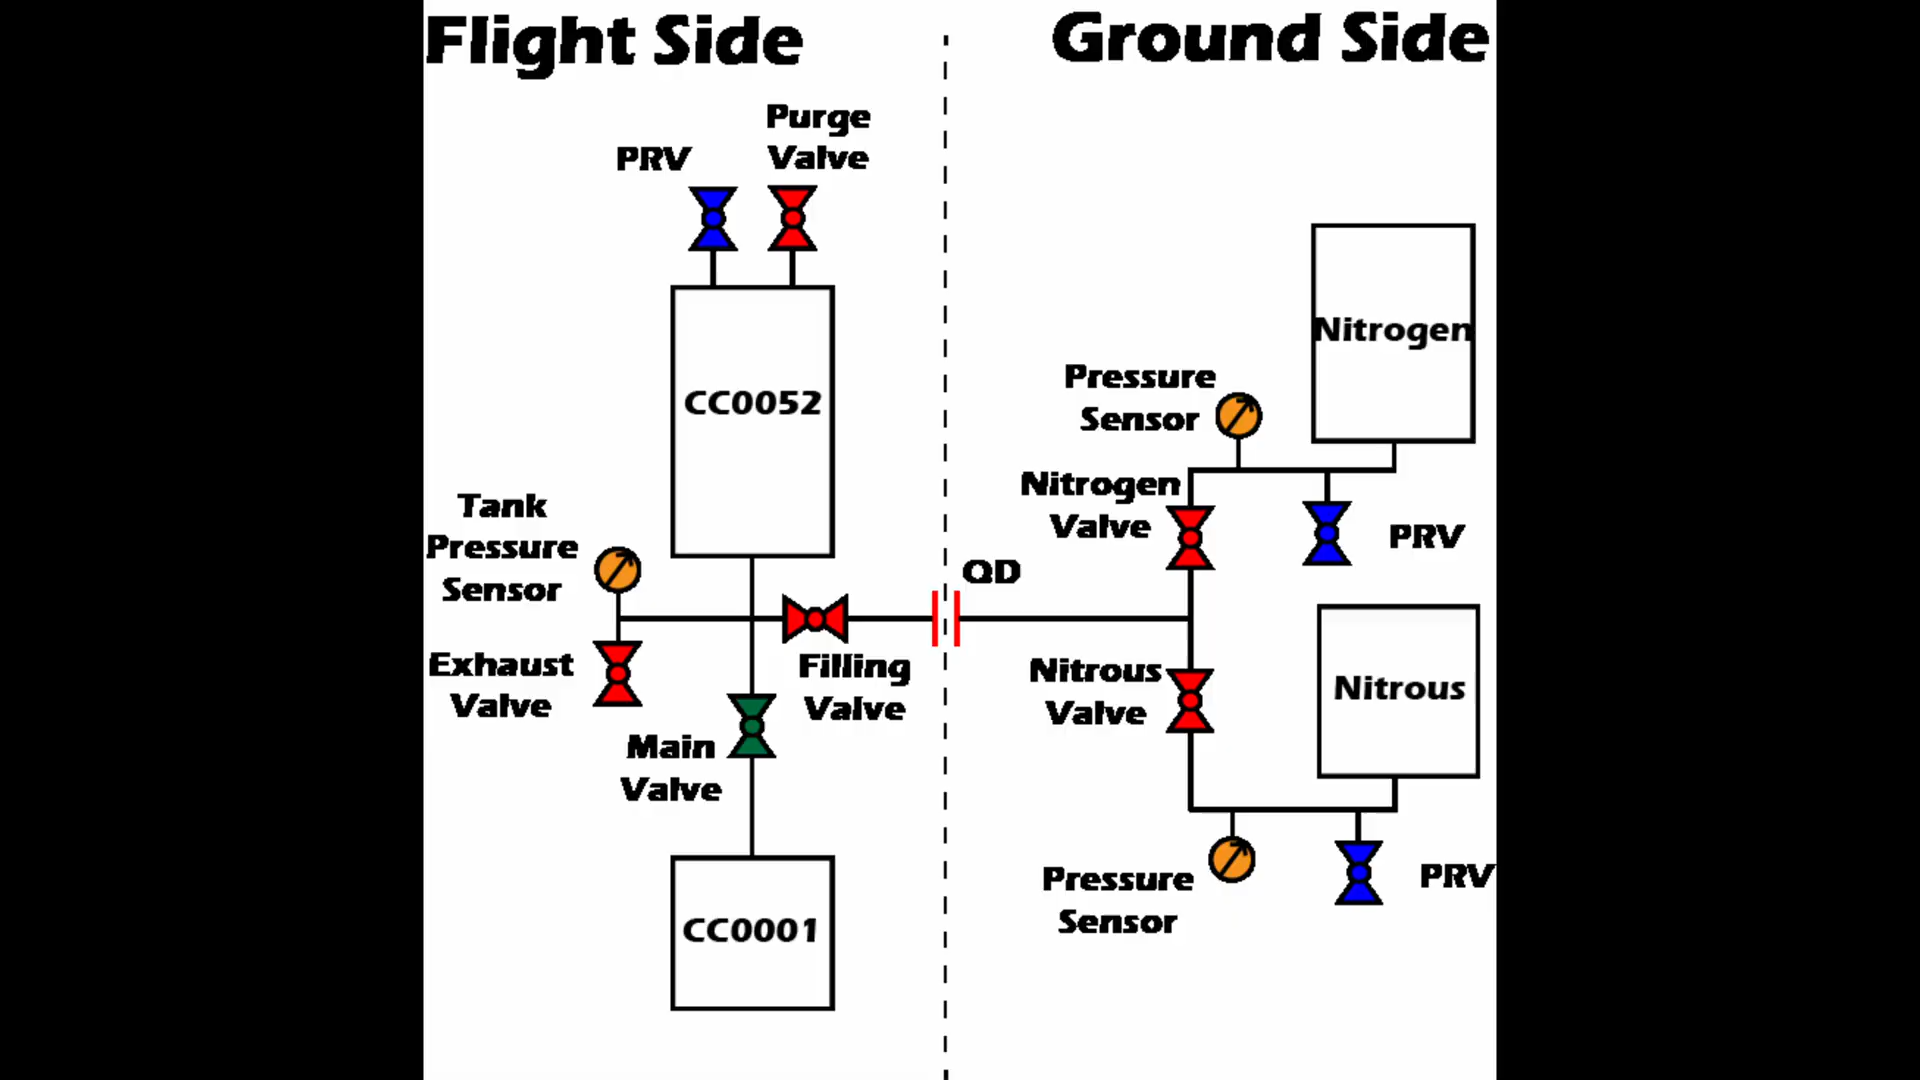 Flight Side
Ground Side
Purge
Valve
PRV
Nitrogen
CC0052
Pressure
Sensor
Nitrogen
Valve
PRV
Tank
Pressure
Sensor
QD
Exhaust
Valve
Filling
Valve
Nitrous
Valve
Nitrous
Main
Valve
Pressure
Sensor
PRV
CC0001